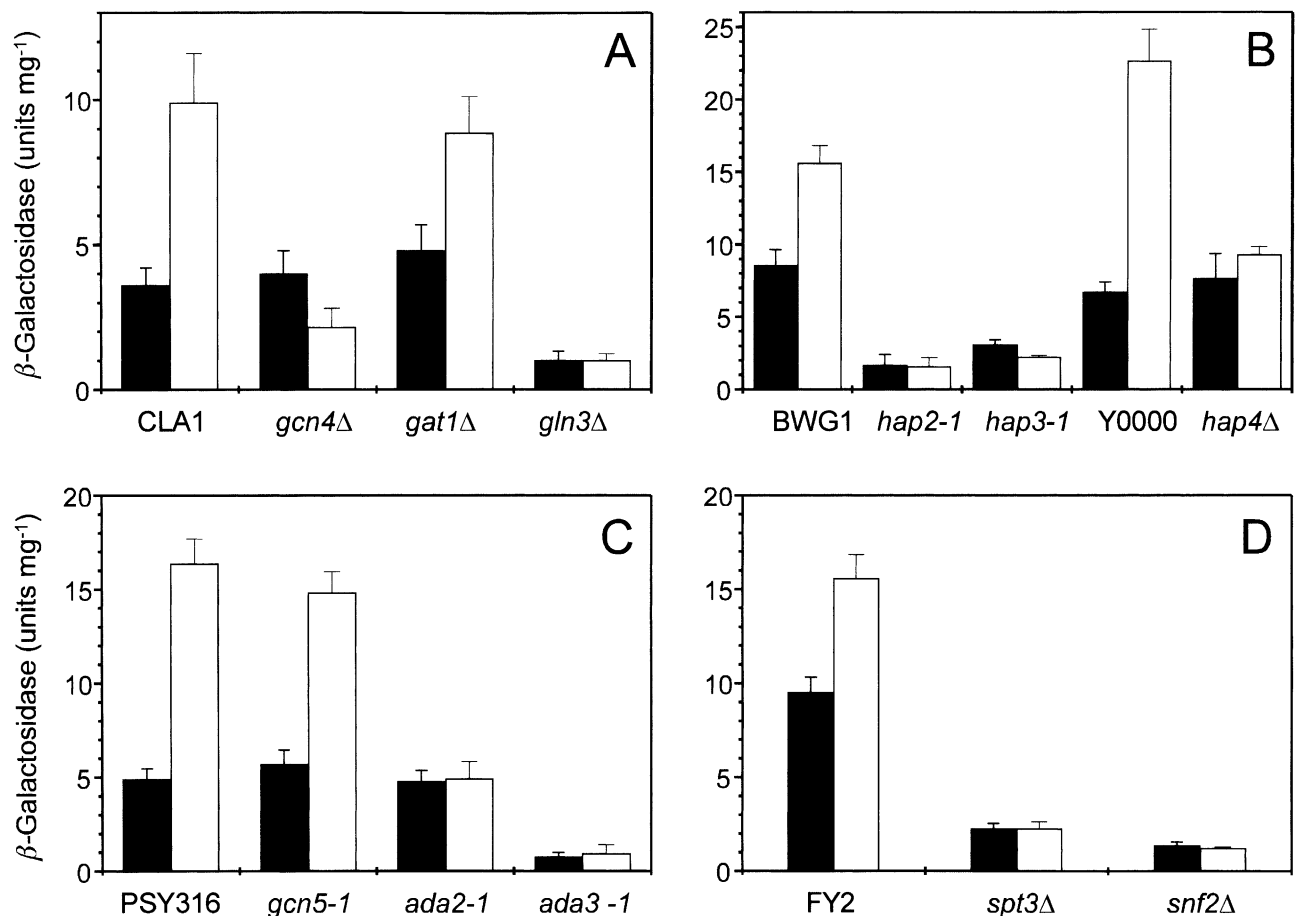 A
β-Galactosidase (units mg-1)
10
5
0
CLA1 gcn4Δ gat1Δ gln3Δ
B
25
20
15
10
5
0
BWG1 hap2-1 hap3-1 Y0000 hap4Δ
C
β-Galactosidase (units mg-1)
20
15
10
5
0
PSY316 gcn5-1 ada2-1 ada3 -1
D
20
15
10
5
0
FY2 spt3Δ snf2Δ